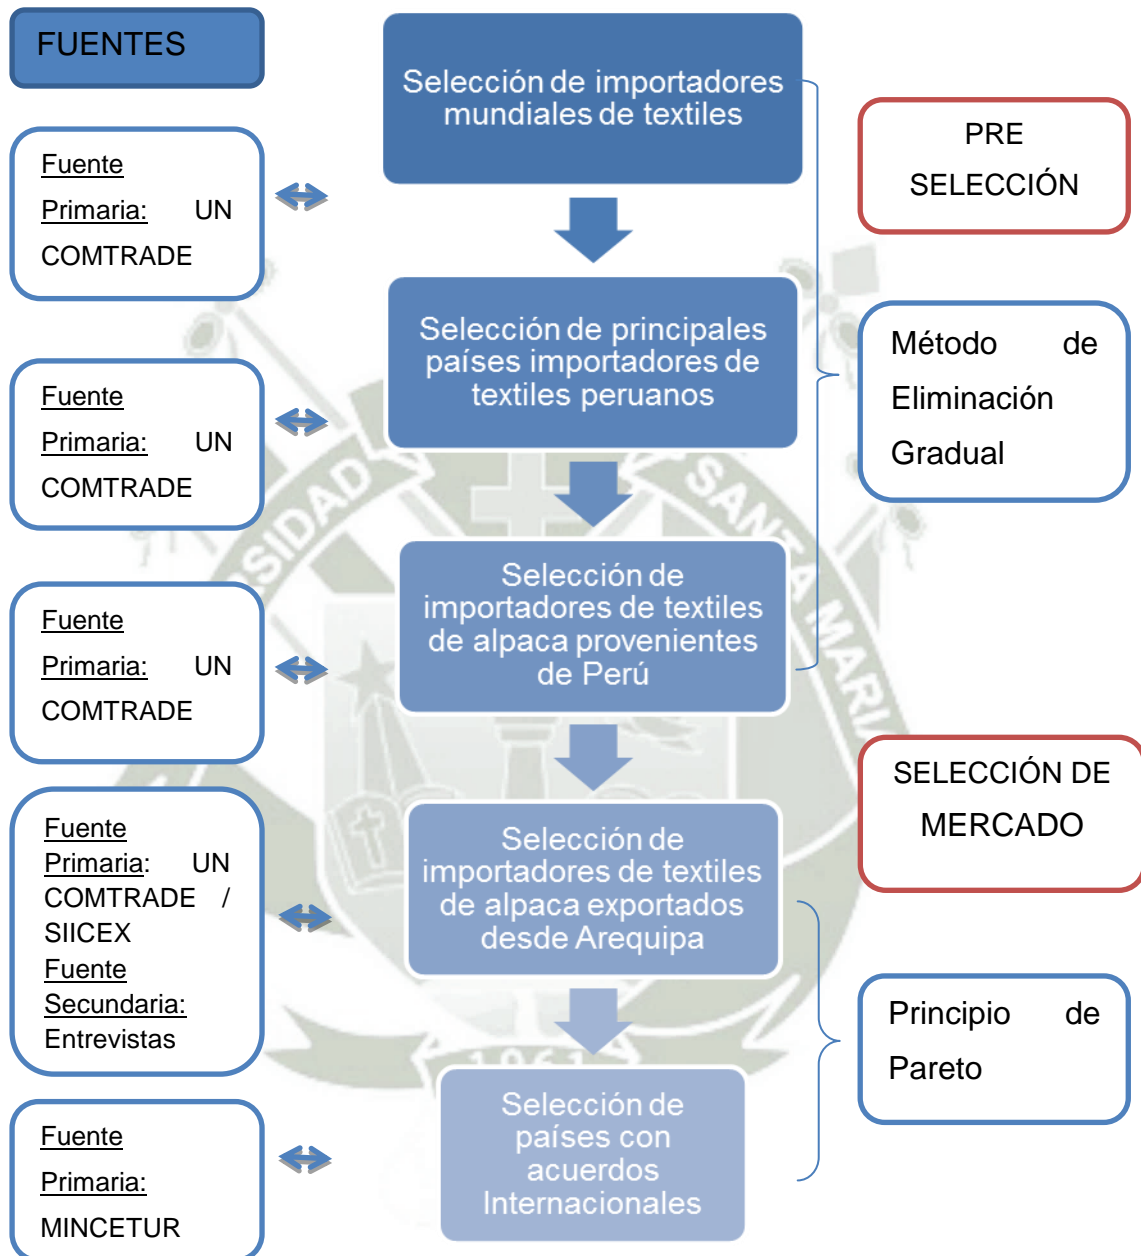 FUENTES
Selección de importadores
mundiales de textiles
PRE
SELECCIÓN
Fuente
Primaria: UN
COMTRADE
Selección de principales
países importadores de
textiles peruanos
Método de
Eliminación
Gradual
Fuente
Primaria: UN
COMTRADE
Selección de
importadores de textiles
de alpaca provenientes
de Perú
Fuente
Primaria: UN
COMTRADE
SELECCIÓN DE
MERCADO
Selección de
importadores de textiles
de alpaca exportados
desde Arequipa
Fuente
Primaria: UN
COMTRADE /
SIICEX
Fuente
Secundaria:
Entrevistas
Principio de
Pareto
Selección de
países con
acuerdos
Internacionales
Fuente
Primaria:
MINCETUR
SANTA MARIA
1961